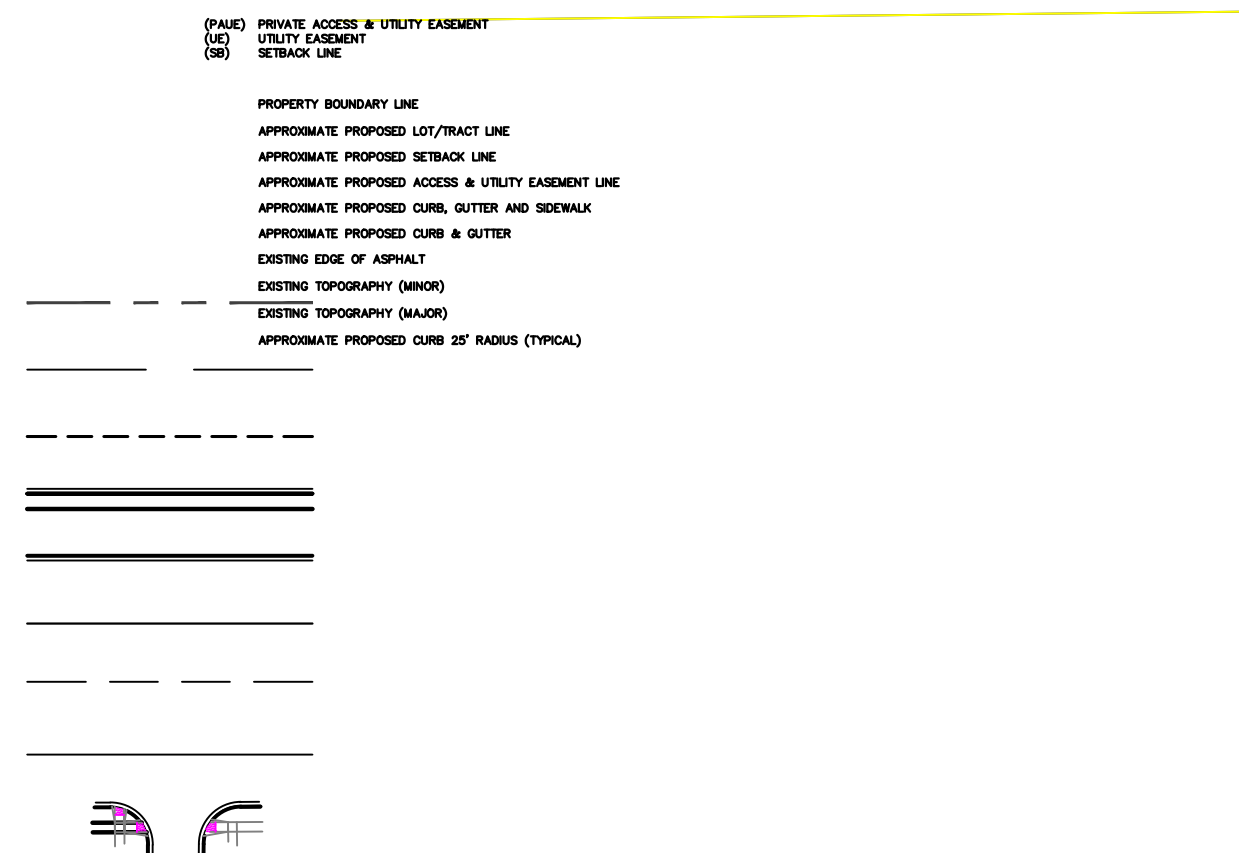 (PAUE) PRIVATE ACCESS & UTILITY EASEMENT
(UE) UTILITY EASEMENT
(SB) SETBACK LINE
PROPERTY BOUNDARY LINE
APPROXIMATE PROPOSED LOT/TRACT LINE
APPROXIMATE PROPOSED SETBACK LINE
APPROXIMATE PROPOSED ACCESS & UTILITY EASEMENT LINE
APPROXIMATE PROPOSED CURB, GUTTER AND SIDEWALK
APPROXIMATE PROPOSED CURB & GUTTER
EXISTING EDGE OF ASPHALT
EXISTING TOPOGRAPHY (MINOR)
EXISTING TOPOGRAPHY (MAJOR)
APPROXIMATE PROPOSED CURB 25' RADIUS (TYPICAL)